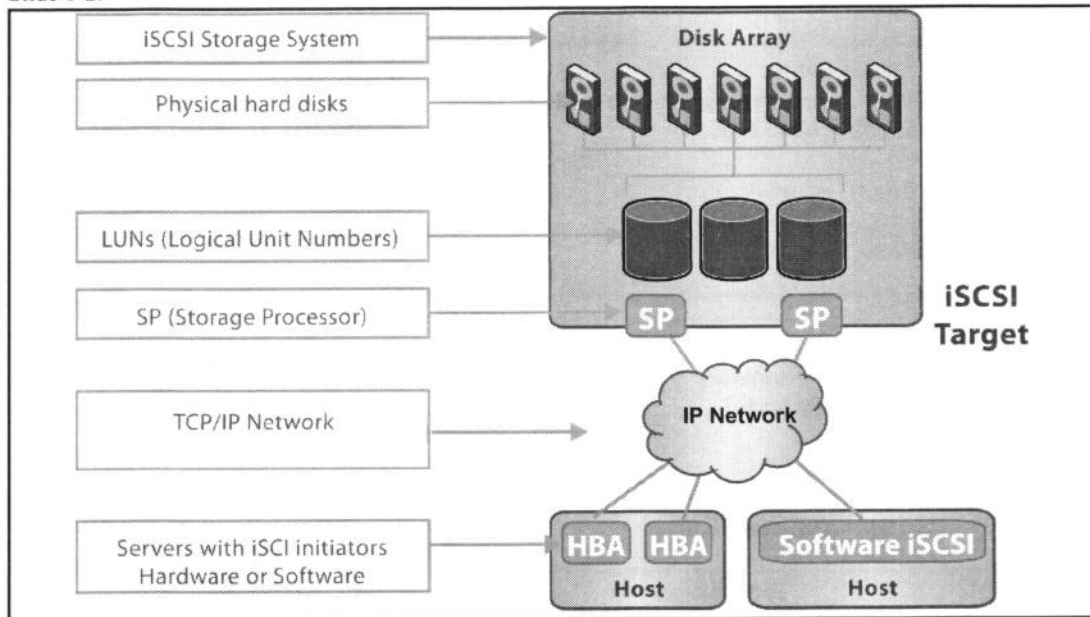 iSCSI Storage System
Disk Array
Physical hard disks
LUNs (Logical Unit Numbers)
SP (Storage Processor)
SP
SP
iSCSI
Target
TCP/IP Network
IP Network
Servers with iSCI initiators
Hardware or Software
HBA
HBA
Host
Software iSCSI
Host